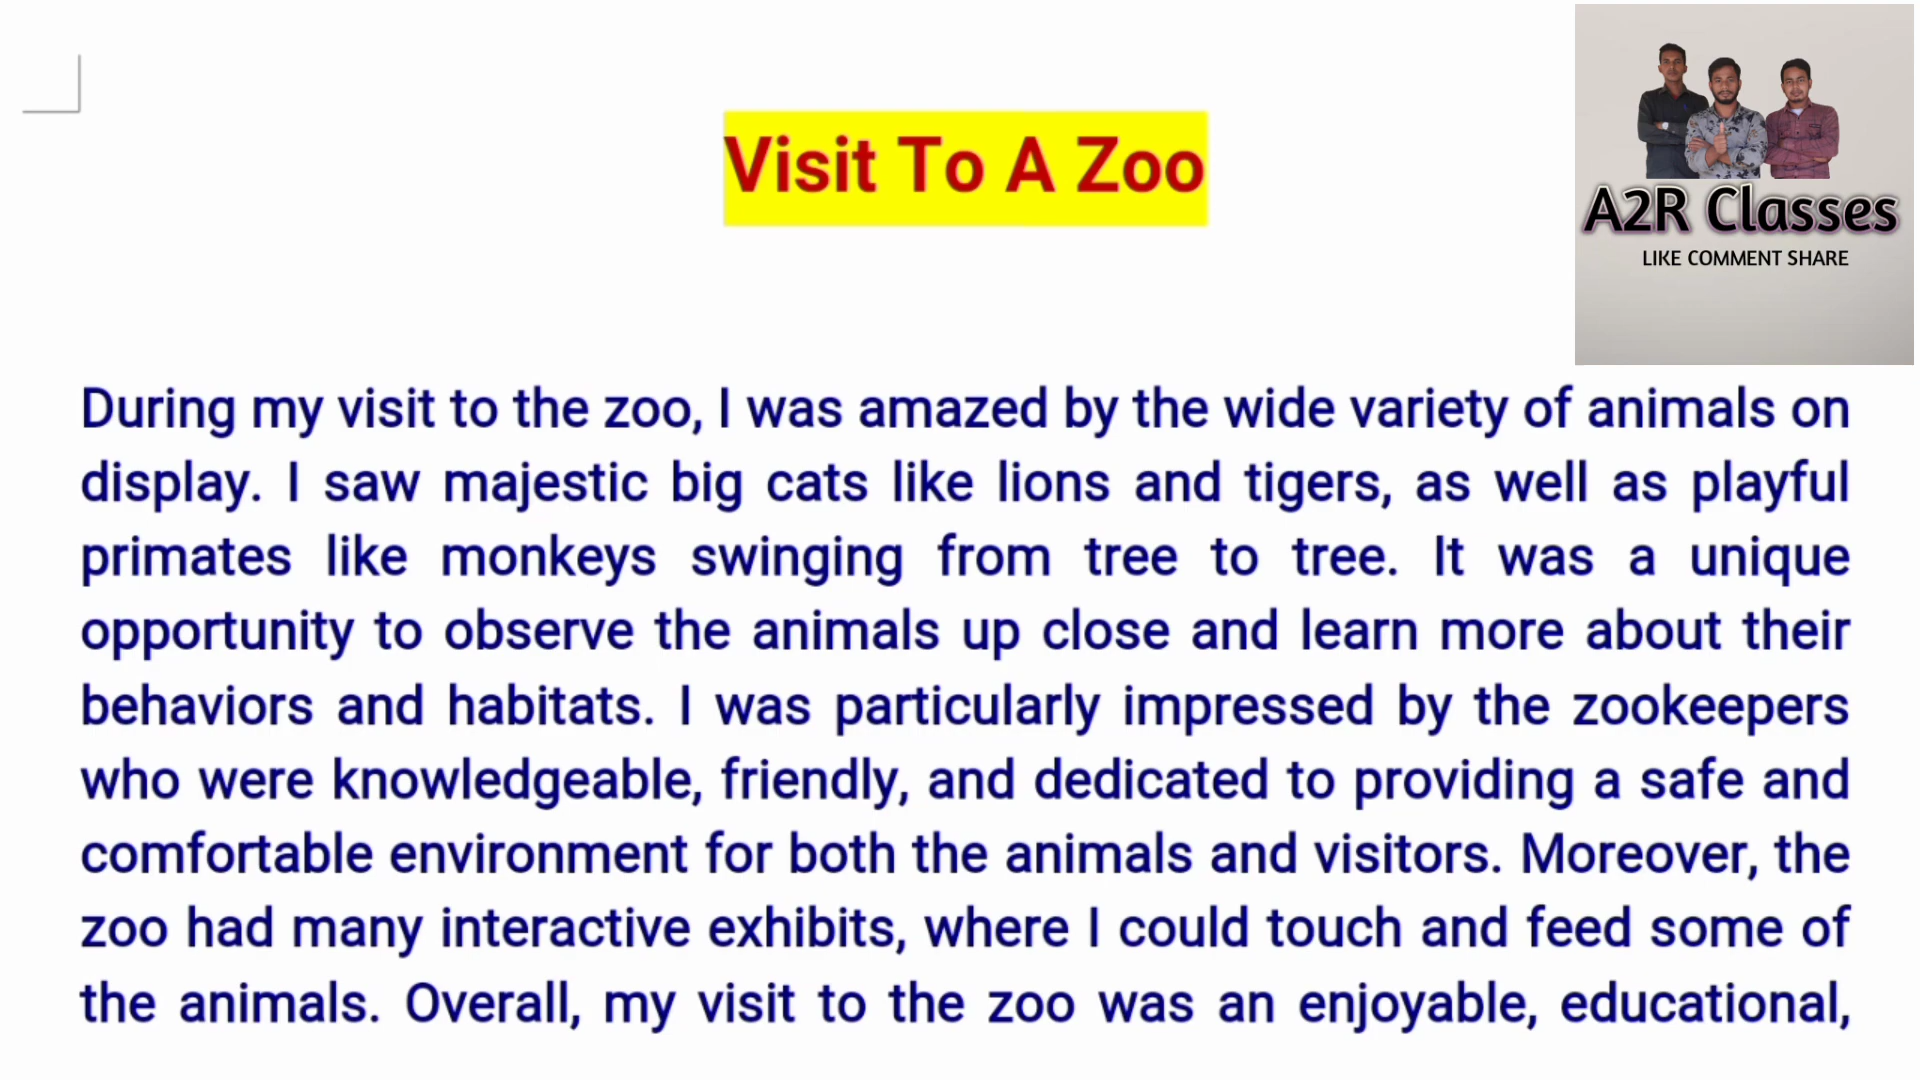 Visit To A Zoo
A2R Classes
LIKE COMMENT SHARE
During my visit to the zoo, I was amazed by the wide variety of animals on
display. I saw majestic big cats like lions and tigers, as well as playful
primates like monkeys swinging from tree to tree. It was a unique
opportunity to observe the animals up close and learn more about their
behaviors and habitats. I was particularly impressed by the zookeepers
who were knowledgeable, friendly, and dedicated to providing a safe and
comfortable environment for both the animals and visitors. Moreover, the
zoo had many interactive exhibits, where I could touch and feed some of
the animals. Overall, my visit to the zoo was an enjoyable, educational,